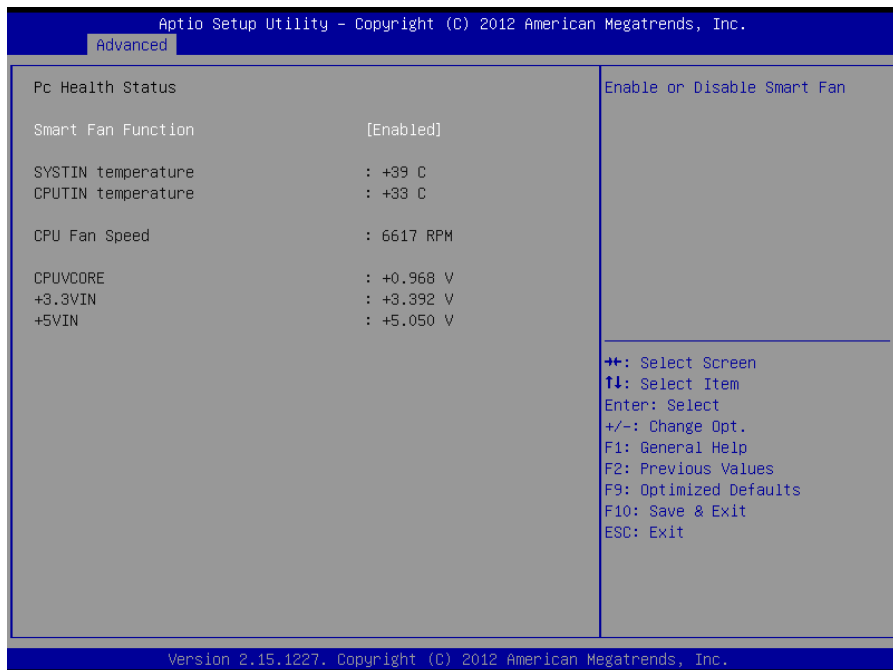 Aptio Setup Utility – Copyright (C) 2012 American Megatrends, Inc.
Advanced
Pc Health Status
Smart Fan Function [Enabled]
SYSTIN temperature : +39 C
CPUTIN temperature : +33 C
CPU Fan Speed : 6617 RPM
CPUVCORE : +0.968 V
+3.3VIN : +3.392 V
+5VIN : +5.050 V
Enable or Disable Smart Fan
→←: Select Screen
↑↓: Select Item
Enter: Select
+/-: Change Opt.
F1: General Help
F2: Previous Values
F9: Optimized Defaults
F10: Save & Exit
ESC: Exit
Version 2.15.1227. Copyright (C) 2012 American Megatrends, Inc.